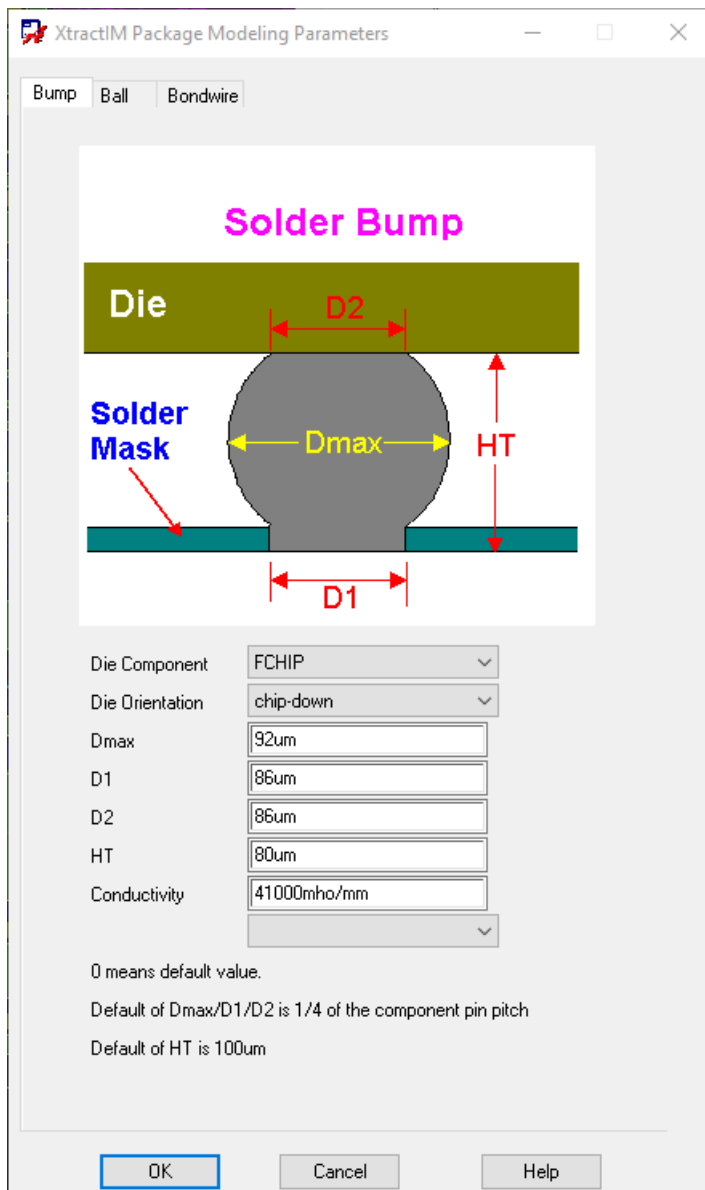 XtractIM Package Modeling Parameters
Bump Ball Bondwire
Solder Bump
Die
D2
Solder
Mask
Dmax
HT
D1
Die Component FCHIP
Die Orientation chip-down
Dmax 92um
D1 86um
D2 86um
HT 80um
Conductivity 41000mho/mm
0 means default value.
Default of Dmax/D1/D2 is 1/4 of the component pin pitch
Default of HT is 100um
OK Cancel Help